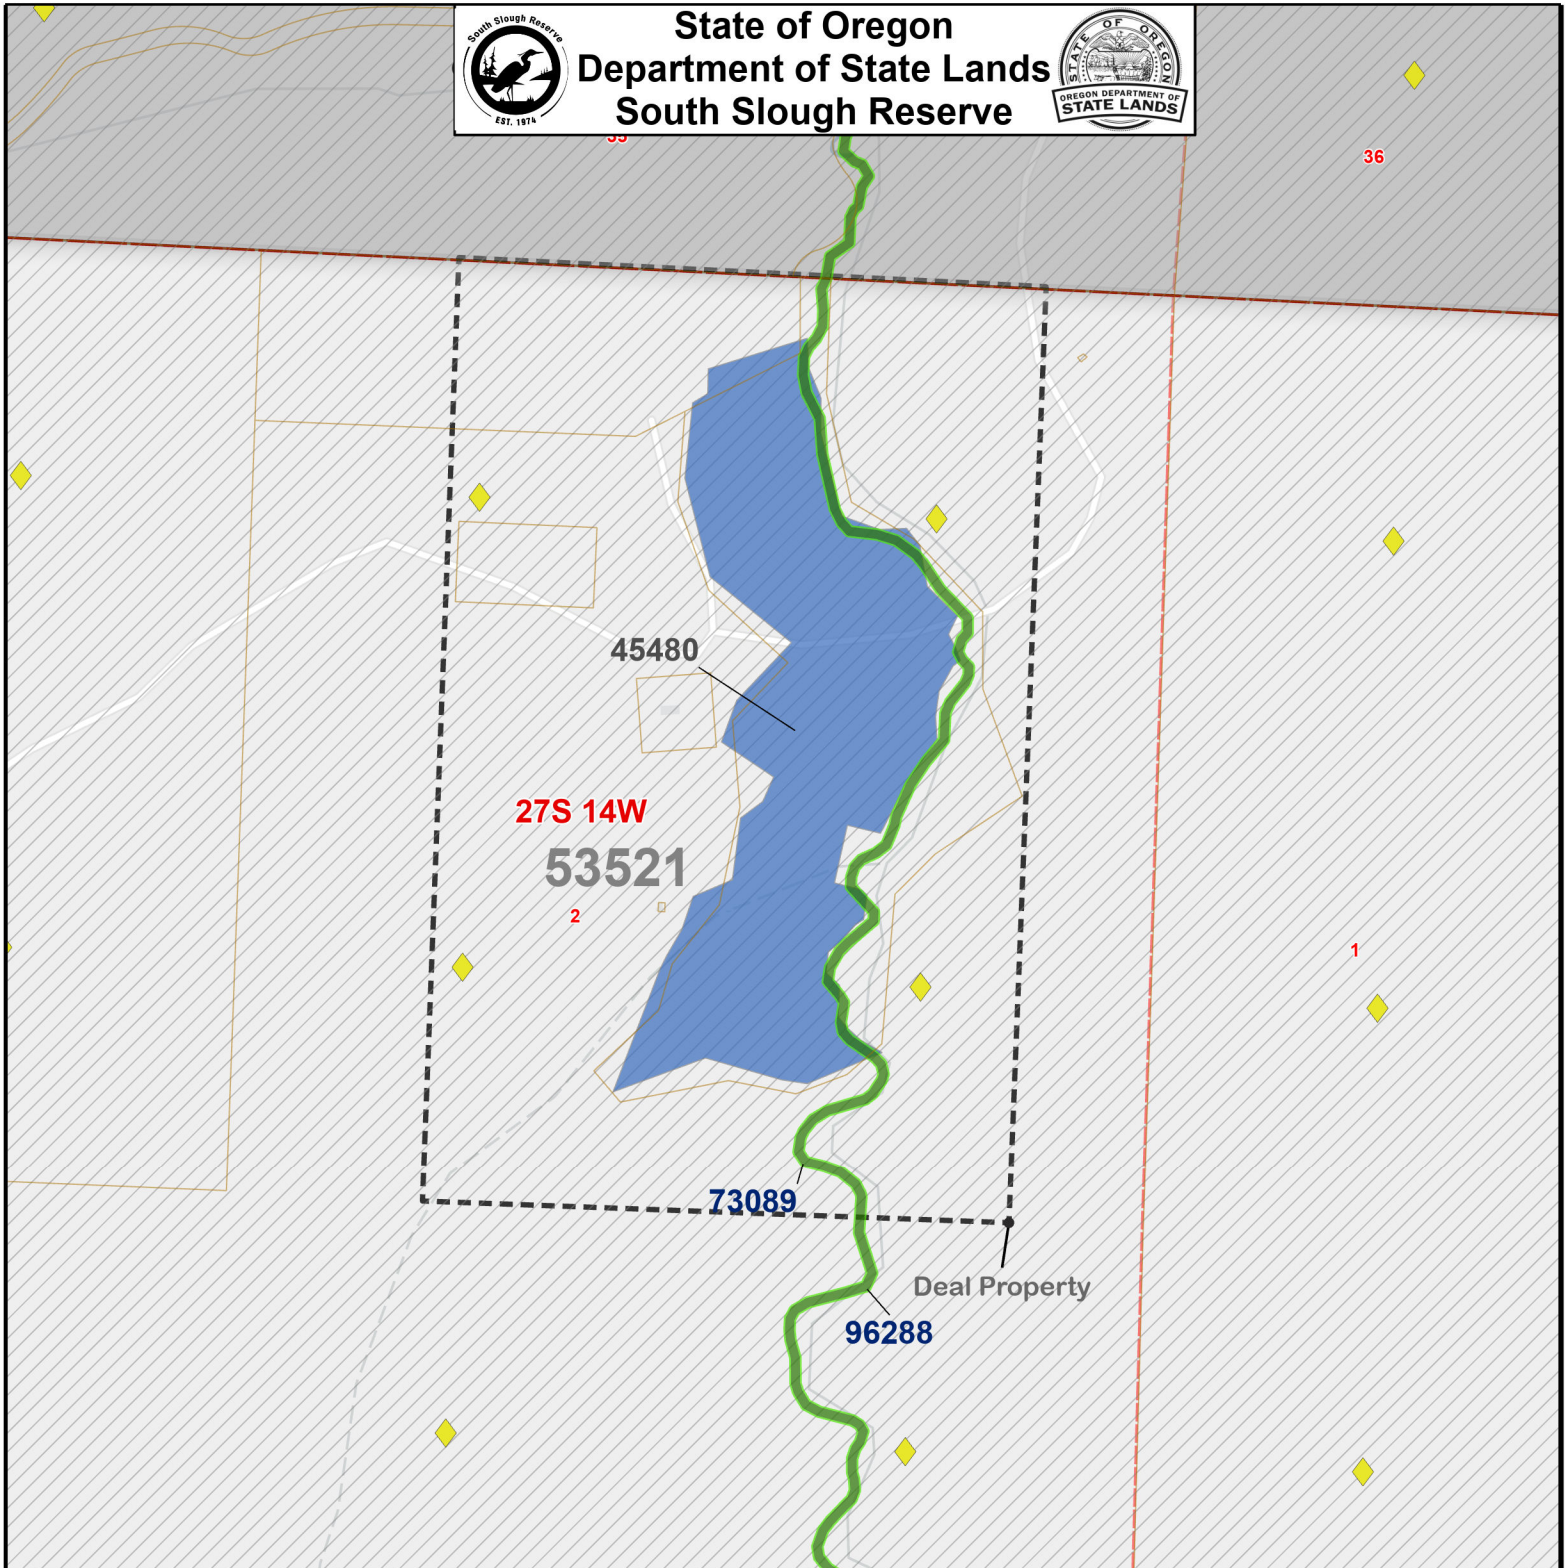 State of Oregon
Department of State Lands
South Slough Reserve
South Slough Reserve
EST. 1974
STATE OF OREGON
OREGON DEPARTMENT OF
STATE LANDS
35
36
45480
27S 14W
53521
2
1
73089
Deal Property
96288